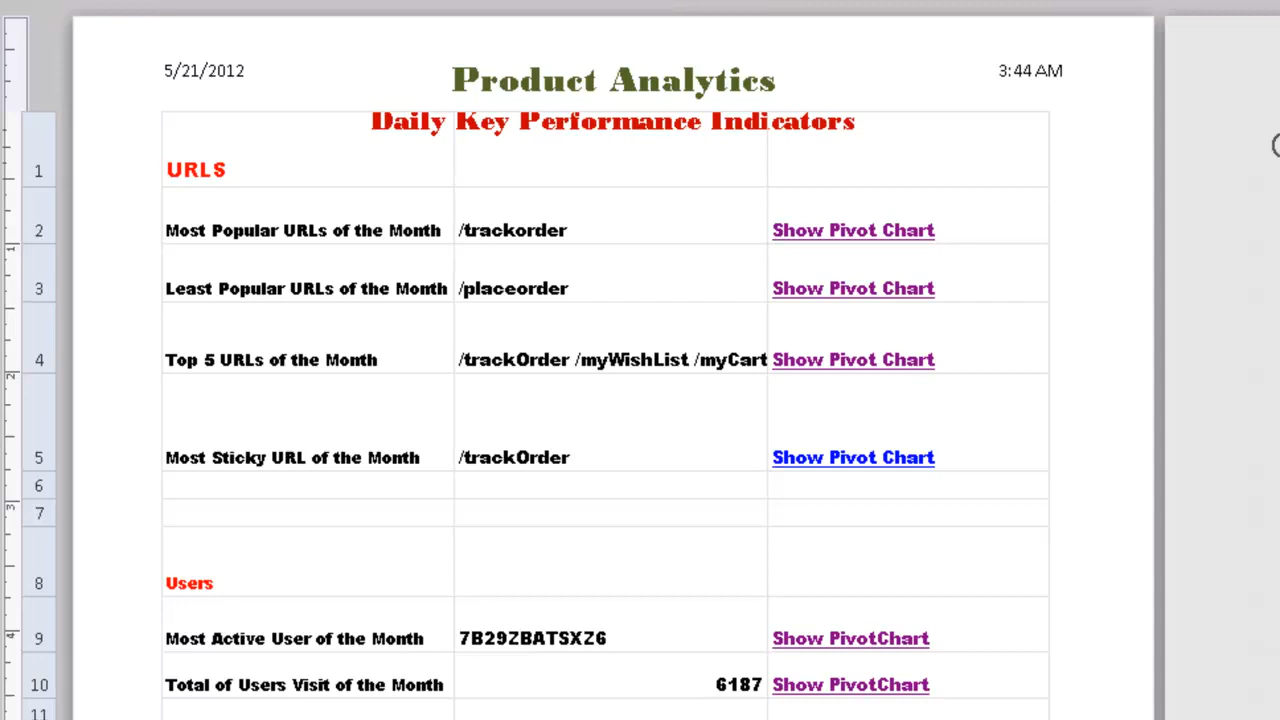 5/21/2012 Product Analytics 3:44 AM
Daily Key Performance Indicators
1 URLS
2 Most Popular URLs of the Month /trackorder Show Pivot Chart
3 Least Popular URLs of the Month /placeorder Show Pivot Chart
4 Top 5 URLs of the Month /trackOrder /myWishList /myCart Show Pivot Chart
5 Most Sticky URL of the Month /trackOrder Show Pivot Chart
6
7
8 Users
9 Most Active User of the Month 7B29ZBATSXZ6 Show PivotChart
10 Total of Users Visit of the Month 6187 Show PivotChart
11
1
2
3
4